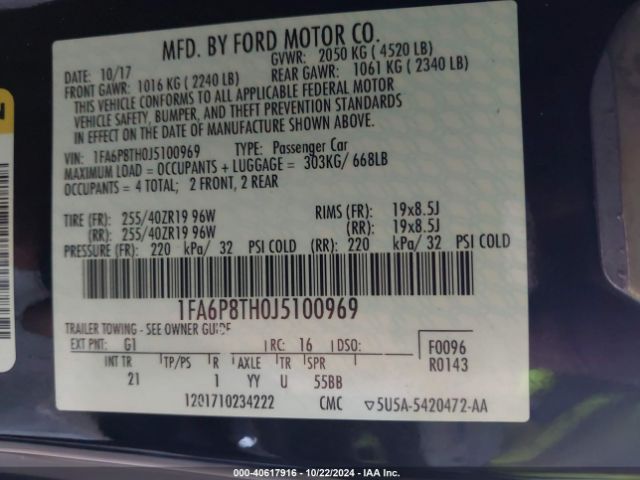 MFD. BY FORD MOTOR CO.
DATE: 10/17 GVWR: 2050 KG ( 4520 LB)
FRONT GAWR: 1016 KG ( 2240 LB) REAR GAWR: 1061 KG ( 2340 LB)
THIS VEHICLE CONFORMS TO ALL APPLICABLE FEDERAL MOTOR
VEHICLE SAFETY, BUMPER, AND THEFT PREVENTION STANDARDS
IN EFFECT ON THE DATE OF MANUFACTURE SHOWN ABOVE.
VIN: 1FA6P8TH0J5100969 TYPE: Passenger Car
MAXIMUM LOAD = OCCUPANTS + LUGGAGE = 303KG/ 668LB
OCCUPANTS = 4 TOTAL; 2 FRONT, 2 REAR
TIRE (FR): 255/40ZR19 96W RIMS (FR): 19x8.5J
(RR): 255/40ZR19 96W (RR): 19x8.5J
PRESSURE (FR): 220 kPa/ 32 PSI COLD (RR): 220 kPa/ 32 PSI COLD
1FA6P8TH0J5100969
TRAILER TOWING - SEE OWNER GUIDE
EXT PNT: G1 RC: 16 DSO: F0096
INT TR TP/PS R AXLE TR SPR R0143
21 1 YY U 55BB
1201710234222 CMC ▽5U5A-5420472-AA
000-40617916 - 10/22/2024 - IAA Inc.